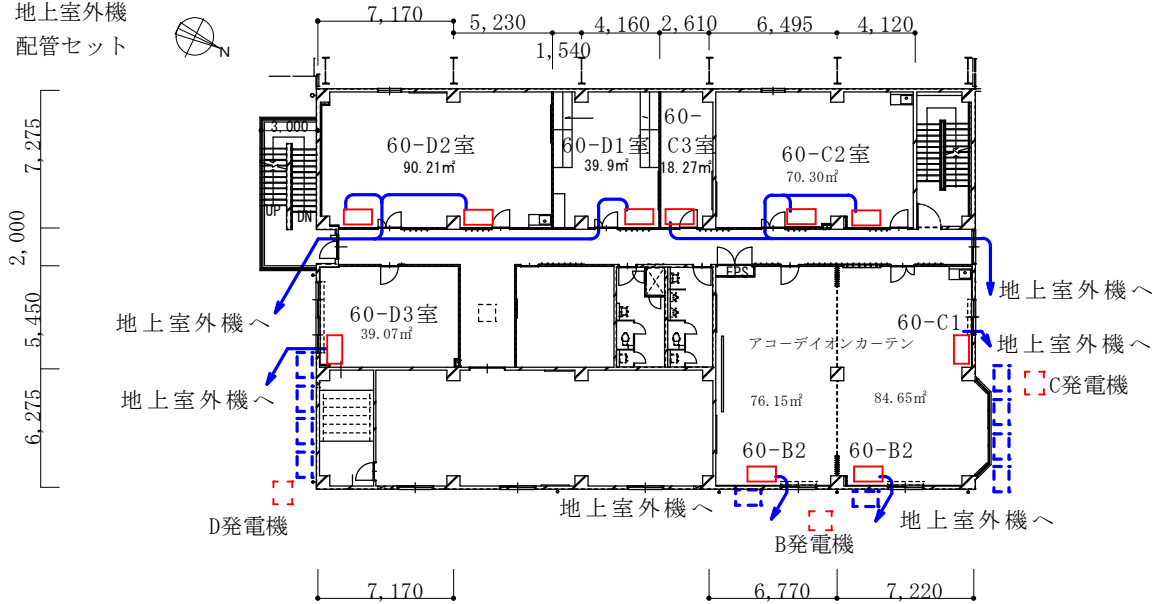 地上室外機
配管セット
N
7,170
5,230
1,540
4,160
2,610
6,495
4,120
7,275
2,000
5,450
6,275
3,000
UP
DN
60-D2室
90.21㎡
60-D1室
39.9㎡
60-
C3室
18.27㎡
60-C2室
70.30㎡
EPS
地上室外機へ
60-D3室
39.07㎡
地上室外機へ
60-C1
地上室外機へ
地上室外機へ
アコーデイオンカーテン
C発電機
76.15㎡
84.65㎡
60-B2
60-B2
地上室外機へ
地上室外機へ
D発電機
B発電機
7,170
6,770
7,220